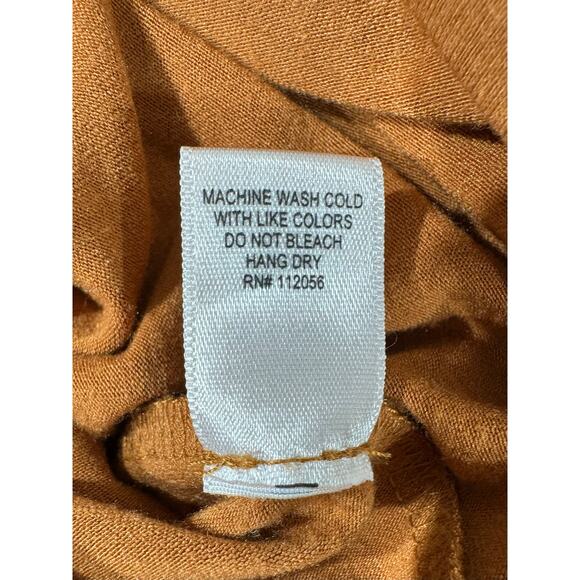 MACHINE WASH COLD
WITH LIKE COLORS
DO NOT BLEACH
HANG DRY
RN# 112056